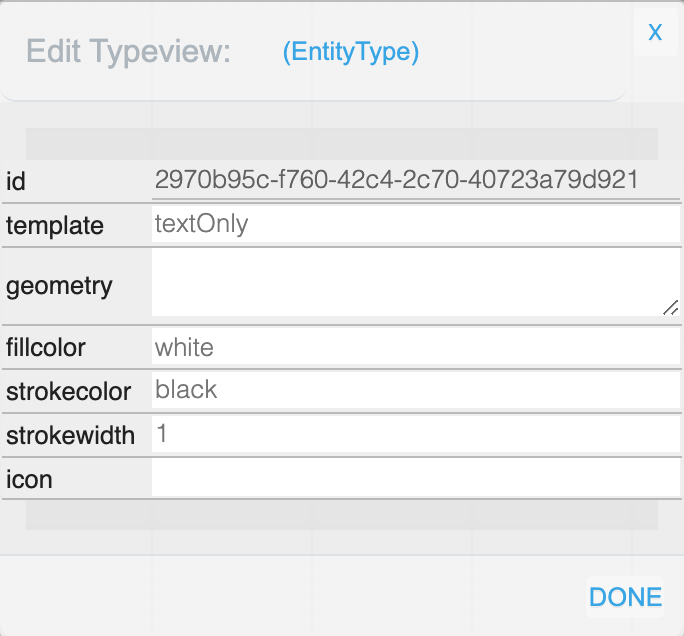 Edit Typeview: (EntityType) X
id 2970b95c-f760-42c4-2c70-40723a79d921
template textOnly
geometry
fillcolor white
strokecolor black
strokewidth 1
icon
DONE